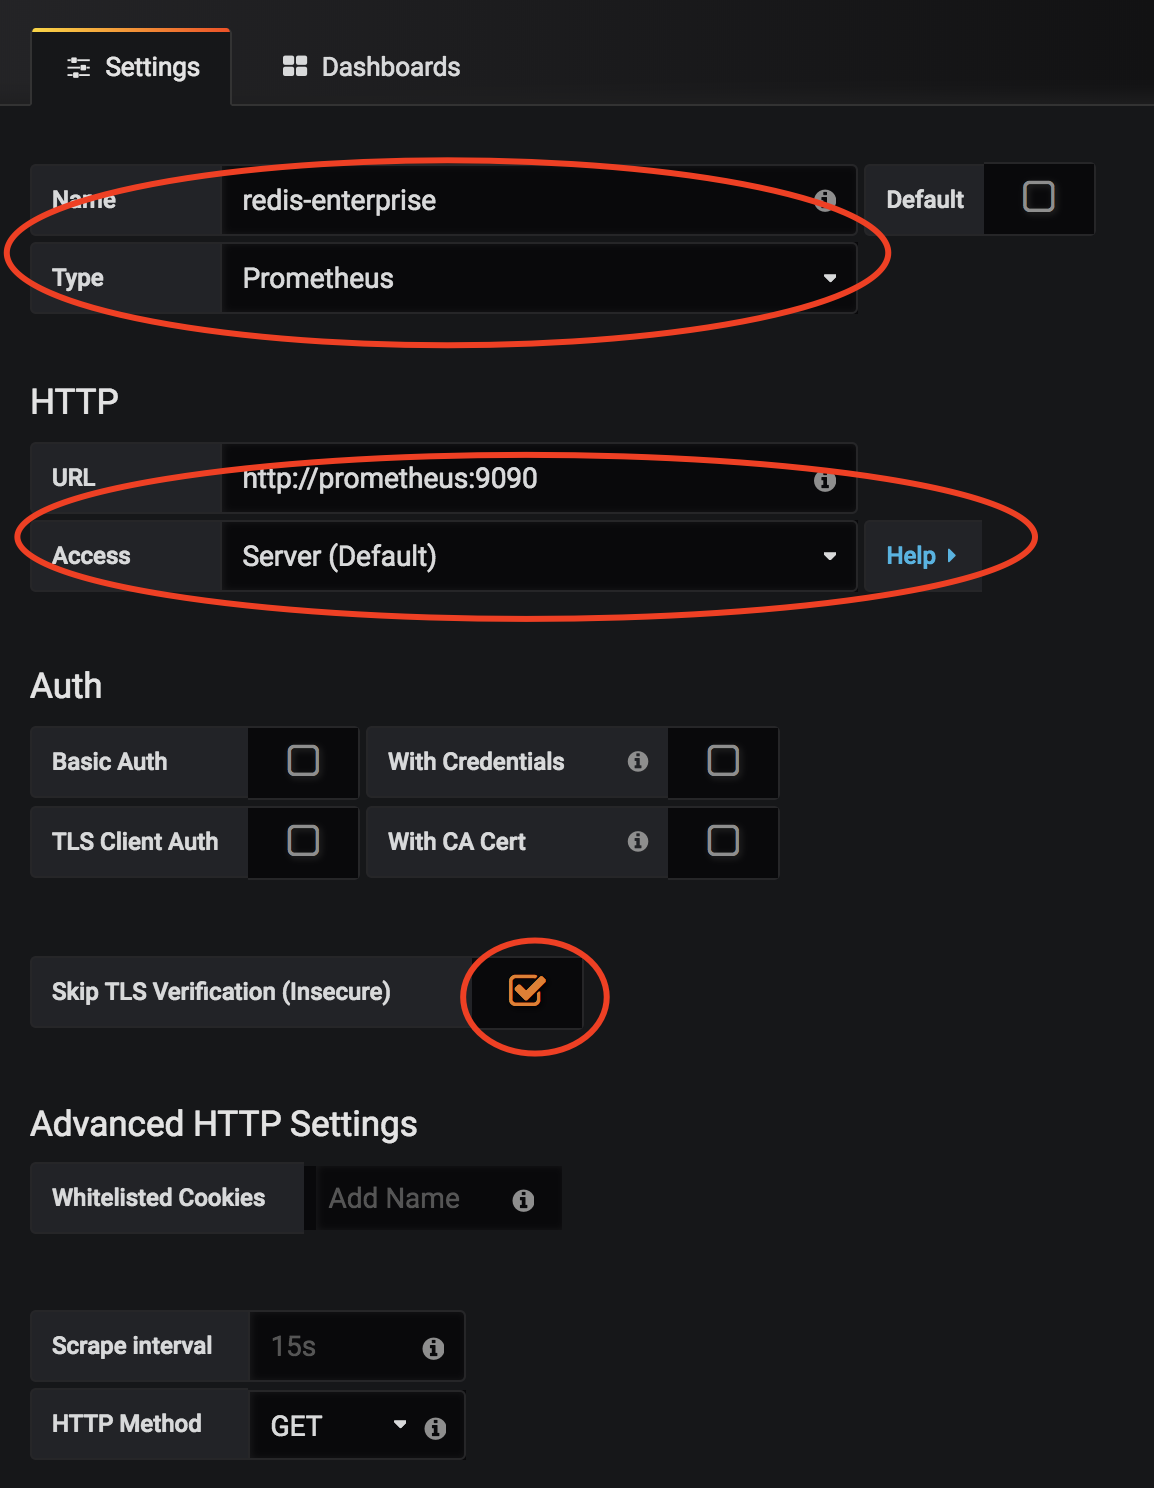 Settings Dashboards
Name redis-enterprise Default
Type Prometheus
HTTP
URL http://prometheus:9090
Access Server (Default) Help
Auth
Basic Auth With Credentials
TLS Client Auth With CA Cert
Skip TLS Verification (Insecure)
Advanced HTTP Settings
Whitelisted Cookies Add Name
Scrape interval 15s
HTTP Method GET